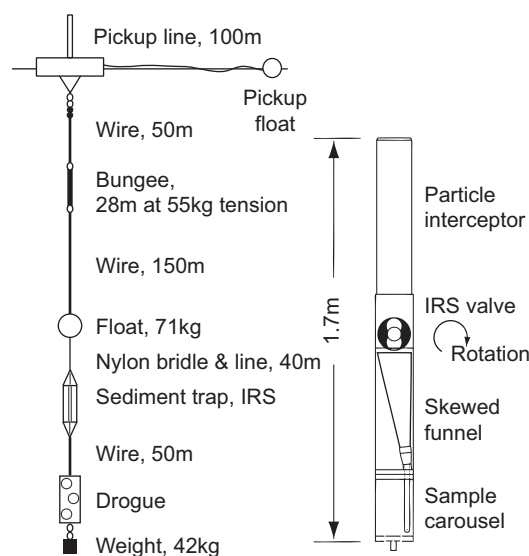 Pickup line, 100m
Pickup
float
Wire, 50m
Bungee,
28m at 55kg tension
Wire, 150m
Float, 71kg
Nylon bridle & line, 40m
Sediment trap, IRS
Wire, 50m
Drogue
Weight, 42kg
1.7m
Particle
interceptor
IRS valve
Rotation
Skewed
funnel
Sample
carousel